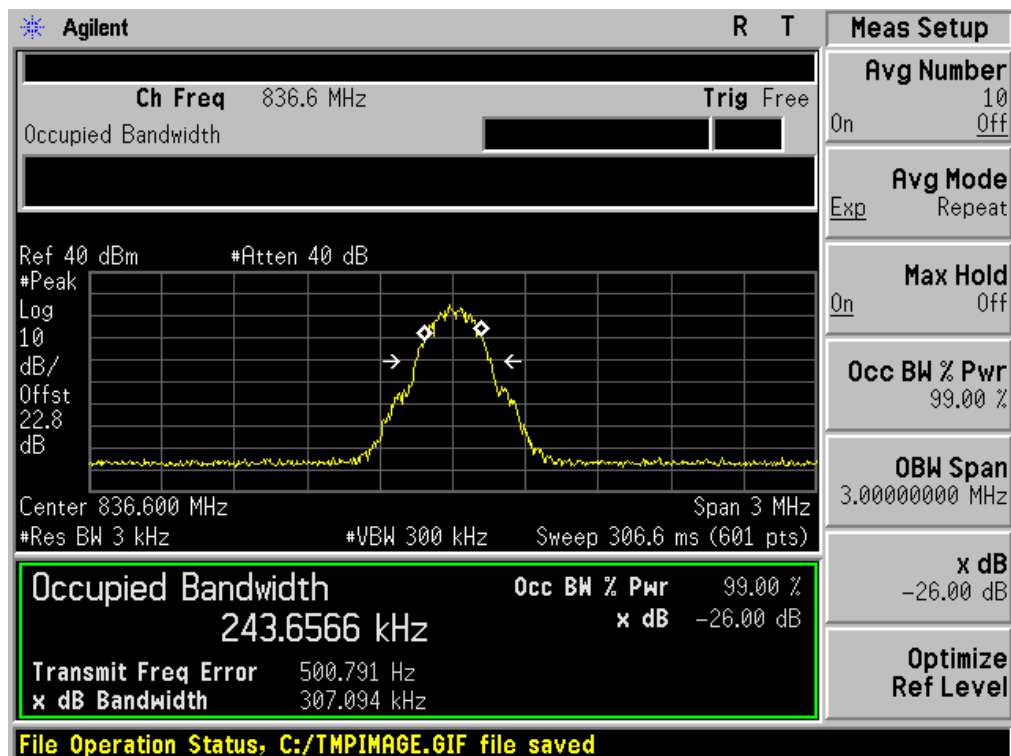 Agilent R T
Ch Freq 836.6 MHz Trig Free
Occupied Bandwidth
Ref 40 dBm #Atten 40 dB
#Peak
Log
10
dB/
Offst
22.8
dB
Center 836.600 MHz Span 3 MHz
#Res BW 3 kHz #VBW 300 kHz Sweep 306.6 ms (601 pts)
Occupied Bandwidth
243.6566 kHz
Occ BW % Pwr 99.00 %
x dB -26.00 dB
Transmit Freq Error 500.791 Hz
x dB Bandwidth 307.094 kHz
File Operation Status, C:/TMPIMAGE.GIF file saved
Meas Setup
Avg Number
10
On Off
Avg Mode
Exp Repeat
Max Hold
On Off
Occ BW % Pwr
99.00 %
OBW Span
3.00000000 MHz
x dB
-26.00 dB
Optimize
Ref Level